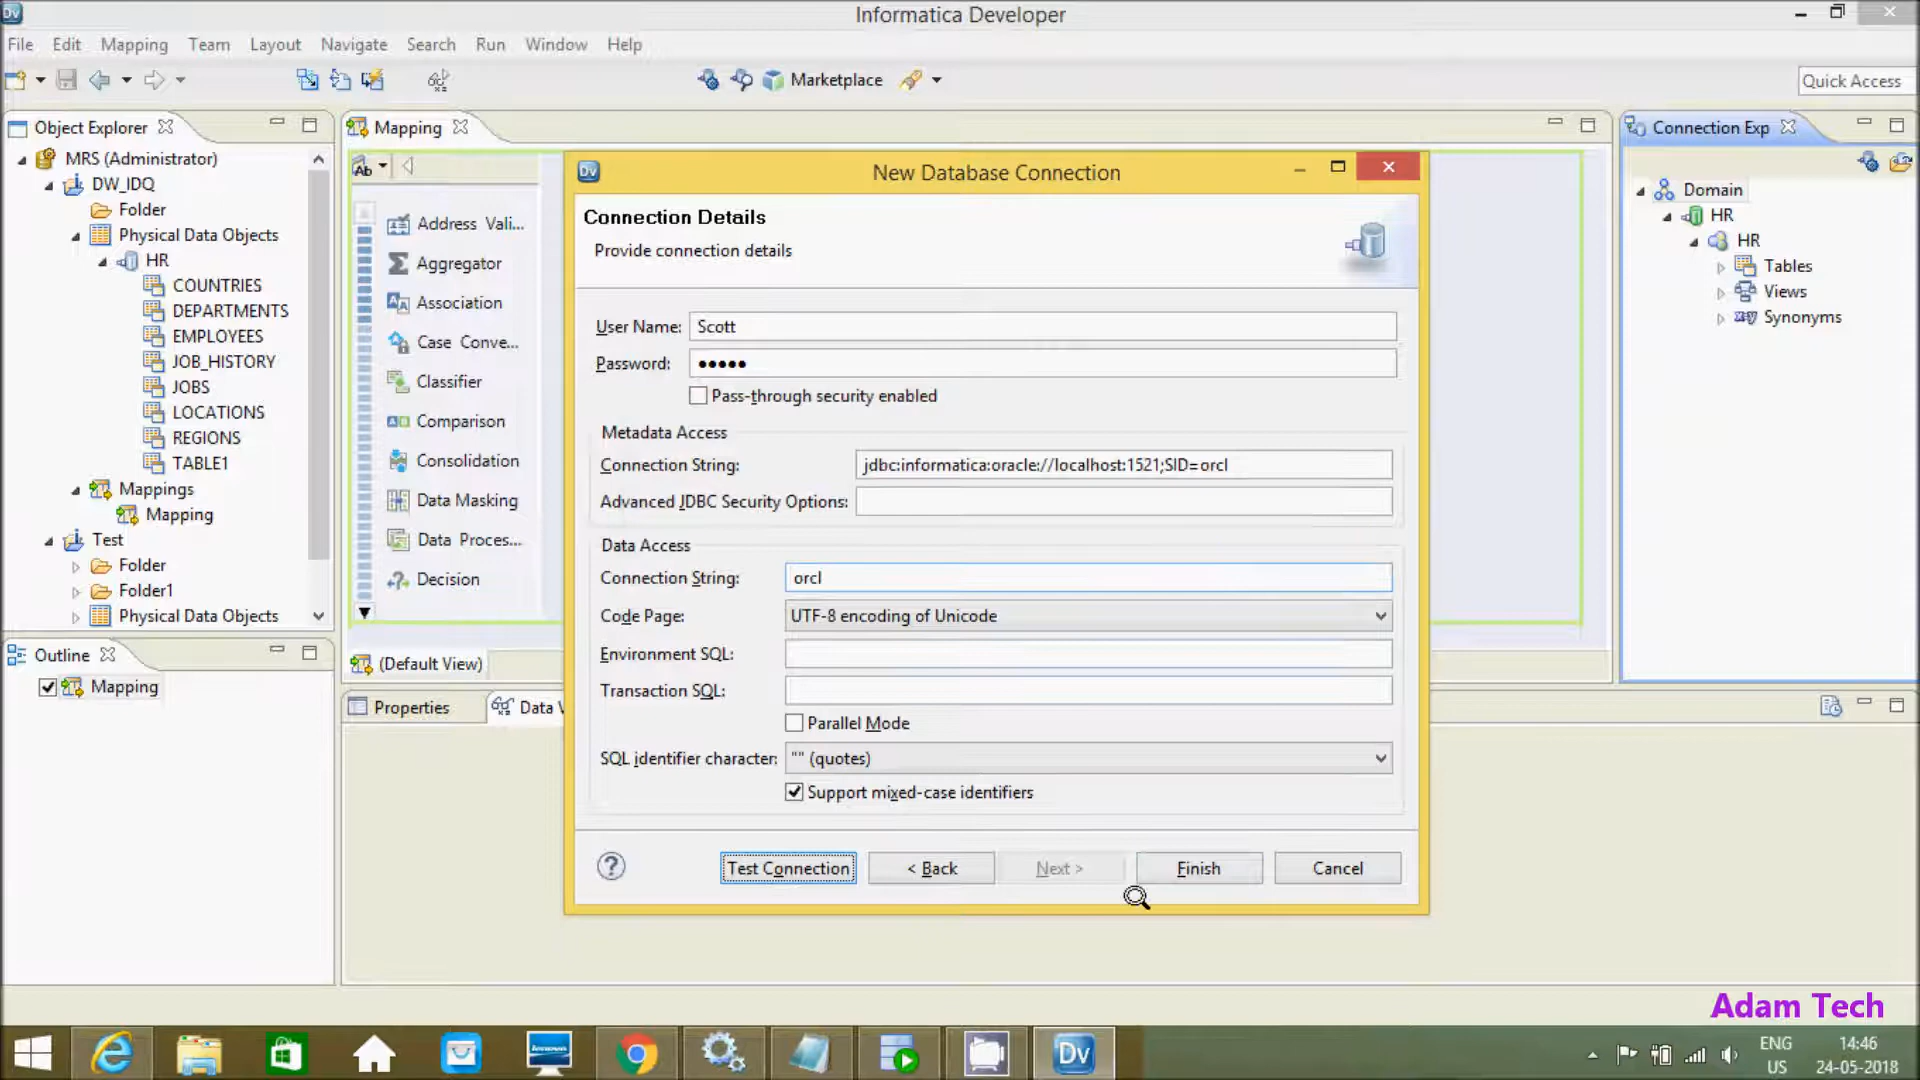 Informatica Developer
File Edit Mapping Team Layout Navigate Search Run Window Help
Marketplace
Quick Access
Object Explorer
MRS (Administrator)
DW_IDQ
Folder
Physical Data Objects
HR
COUNTRIES
DEPARTMENTS
EMPLOYEES
JOB_HISTORY
JOBS
LOCATIONS
REGIONS
TABLE1
Mappings
Mapping
Test
Folder
Folder1
Physical Data Objects
Outline
Mapping
Mapping
Address Vali...
Aggregator
Association
Case Conve...
Classifier
Comparison
Consolidation
Data Masking
Data Proces...
Decision
(Default View)
Properties
Data V
New Database Connection
Connection Details
Provide connection details
User Name: Scott
Password: •••••
Pass-through security enabled
Metadata Access
Connection String: jdbc:informatica:oracle://localhost:1521;SID=orcl
Advanced JDBC Security Options:
Data Access
Connection String: orcl
Code Page: UTF-8 encoding of Unicode
Environment SQL:
Transaction SQL:
Parallel Mode
SQL identifier character: "" (quotes)
Support mixed-case identifiers
Test Connection < Back Next > Finish Cancel
Connection Exp
Domain
HR
HR
Tables
Views
Synonyms
Adam Tech
ENG
US
14:46
24-05-2018